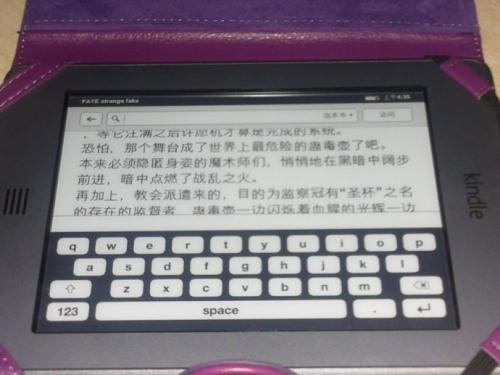 FATE strange fake
上午4:35
这本书
访问
，等它注满之后许愿机才算是完成的系统。
恐怕，那个舞台成了世界上最危险的蛊毒壶了吧。
本来必须隐匿身姿的魔术师们，悄悄地在黑暗中阔步
前进，暗中点燃了战乱之火。
再加上，教会派遣来的，目的为监察冠有“圣杯”之名
的存在的监督者，蛊毒壶一边闪烁着血腥的光辉一边
kindle
q w e r t y u i o p
a s d f g h j k l
z x c v b n m
123 space .